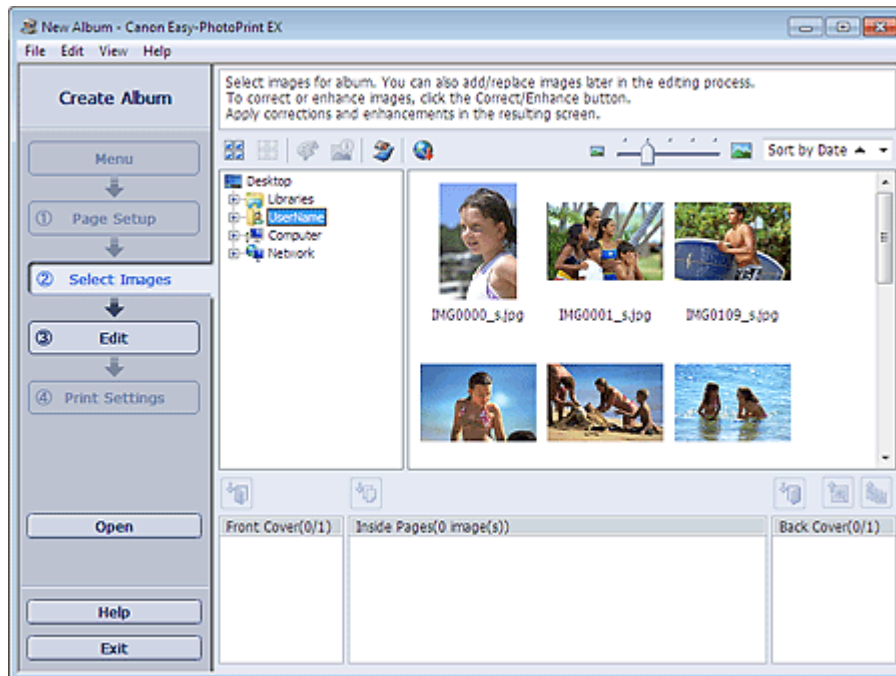 New Album - Canon Easy-PhotoPrint EX
File Edit View Help
Create Album
Menu
① Page Setup
② Select Images
③ Edit
④ Print Settings
Open
Help
Exit
Select images for album. You can also add/replace images later in the editing process.
To correct or enhance images, click the Correct/Enhance button.
Apply corrections and enhancements in the resulting screen.
Sort by Date
Desktop
Libraries
UserName
Computer
Network
IMG0000_s.jpg IMG0001_s.jpg IMG0109_s.jpg
Front Cover(0/1) Inside Pages(0 image(s)) Back Cover(0/1)